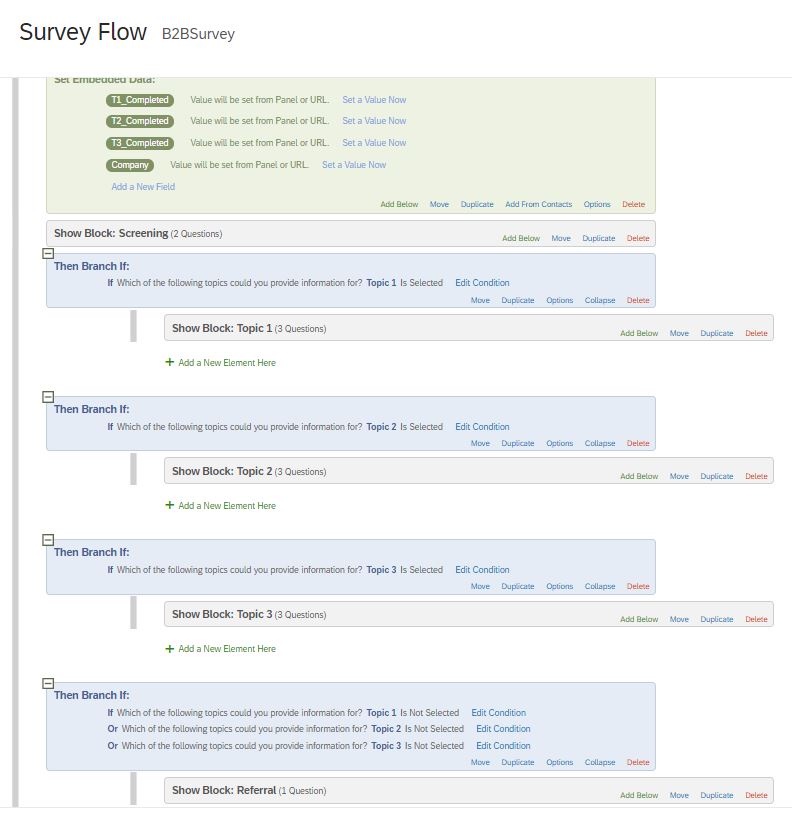 Survey Flow B2BSurvey
Set Embedded Data:
T1_Completed Value will be set from Panel or URL. Set a Value Now
T2_Completed Value will be set from Panel or URL. Set a Value Now
T3_Completed Value will be set from Panel or URL. Set a Value Now
Company Value will be set from Panel or URL. Set a Value Now
Add a New Field
Add Below Move Duplicate Add From Contacts Options Delete
Show Block: Screening (2 Questions)
Add Below Move Duplicate Delete
Then Branch If:
If Which of the following topics could you provide information for? Topic 1 Is Selected Edit Condition
Move Duplicate Options Collapse Delete
Show Block: Topic 1 (3 Questions)
Add Below Move Duplicate Delete
+ Add a New Element Here
Then Branch If:
If Which of the following topics could you provide information for? Topic 2 Is Selected Edit Condition
Move Duplicate Options Collapse Delete
Show Block: Topic 2 (3 Questions)
Add Below Move Duplicate Delete
+ Add a New Element Here
Then Branch If:
If Which of the following topics could you provide information for? Topic 3 Is Selected Edit Condition
Move Duplicate Options Collapse Delete
Show Block: Topic 3 (3 Questions)
Add Below Move Duplicate Delete
+ Add a New Element Here
Then Branch If:
If Which of the following topics could you provide information for? Topic 1 Is Not Selected Edit Condition
Or Which of the following topics could you provide information for? Topic 2 Is Not Selected Edit Condition
Or Which of the following topics could you provide information for? Topic 3 Is Not Selected Edit Condition
Move Duplicate Options Collapse Delete
Show Block: Referral (1 Question)
Add Below Move Duplicate Delete